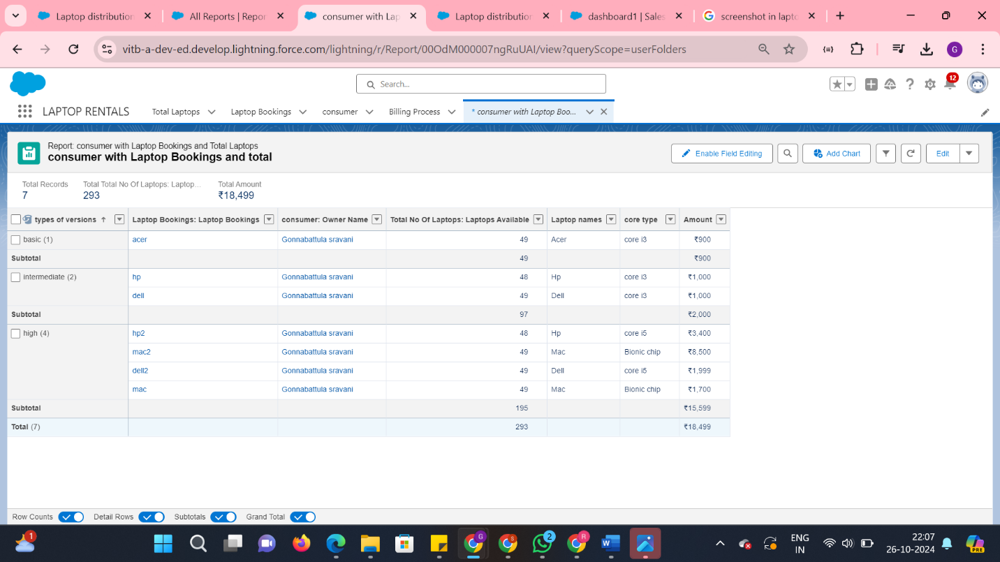 Laptop distribution
All Reports | Repor
consumer with Lap
Laptop distribution
dashboard1 | Sales
screenshot in lapto
vitb-a-dev-ed.develop.lightning.force.com/lightning/r/Report/00OdM000007ngRuUAI/view?queryScope=userFolders
G
Search...
12
LAPTOP RENTALS
Total Laptops
Laptop Bookings
consumer
Billing Process
* consumer with Laptop Boo...
Report: consumer with Laptop Bookings and Total Laptops
consumer with Laptop Bookings and total
Enable Field Editing
Add Chart
Edit
Total Records
Total Total No Of Laptops: Laptop...
Total Amount
7
293
₹18,499
types of versions ↑
Laptop Bookings: Laptop Bookings
consumer: Owner Name
Total No Of Laptops: Laptops Available
Laptop names
core type
Amount
basic (1) acer Gonnabattula sravani 49 Acer core i3 ₹900
Subtotal 49 ₹900
intermediate (2) hp Gonnabattula sravani 48 Hp core i3 ₹1,000
dell Gonnabattula sravani 49 Dell core i3 ₹1,000
Subtotal 97 ₹2,000
high (4) hp2 Gonnabattula sravani 48 Hp core i5 ₹3,400
mac2 Gonnabattula sravani 49 Mac Bionic chip ₹8,500
dell2 Gonnabattula sravani 49 Dell core i5 ₹1,999
mac Gonnabattula sravani 49 Mac Bionic chip ₹1,700
Subtotal 195 ₹15,599
Total (7) 293 ₹18,499
Row Counts
Detail Rows
Subtotals
Grand Total
1
G
S
2
R
W
ENG
IN
22:07
26-10-2024
PRE